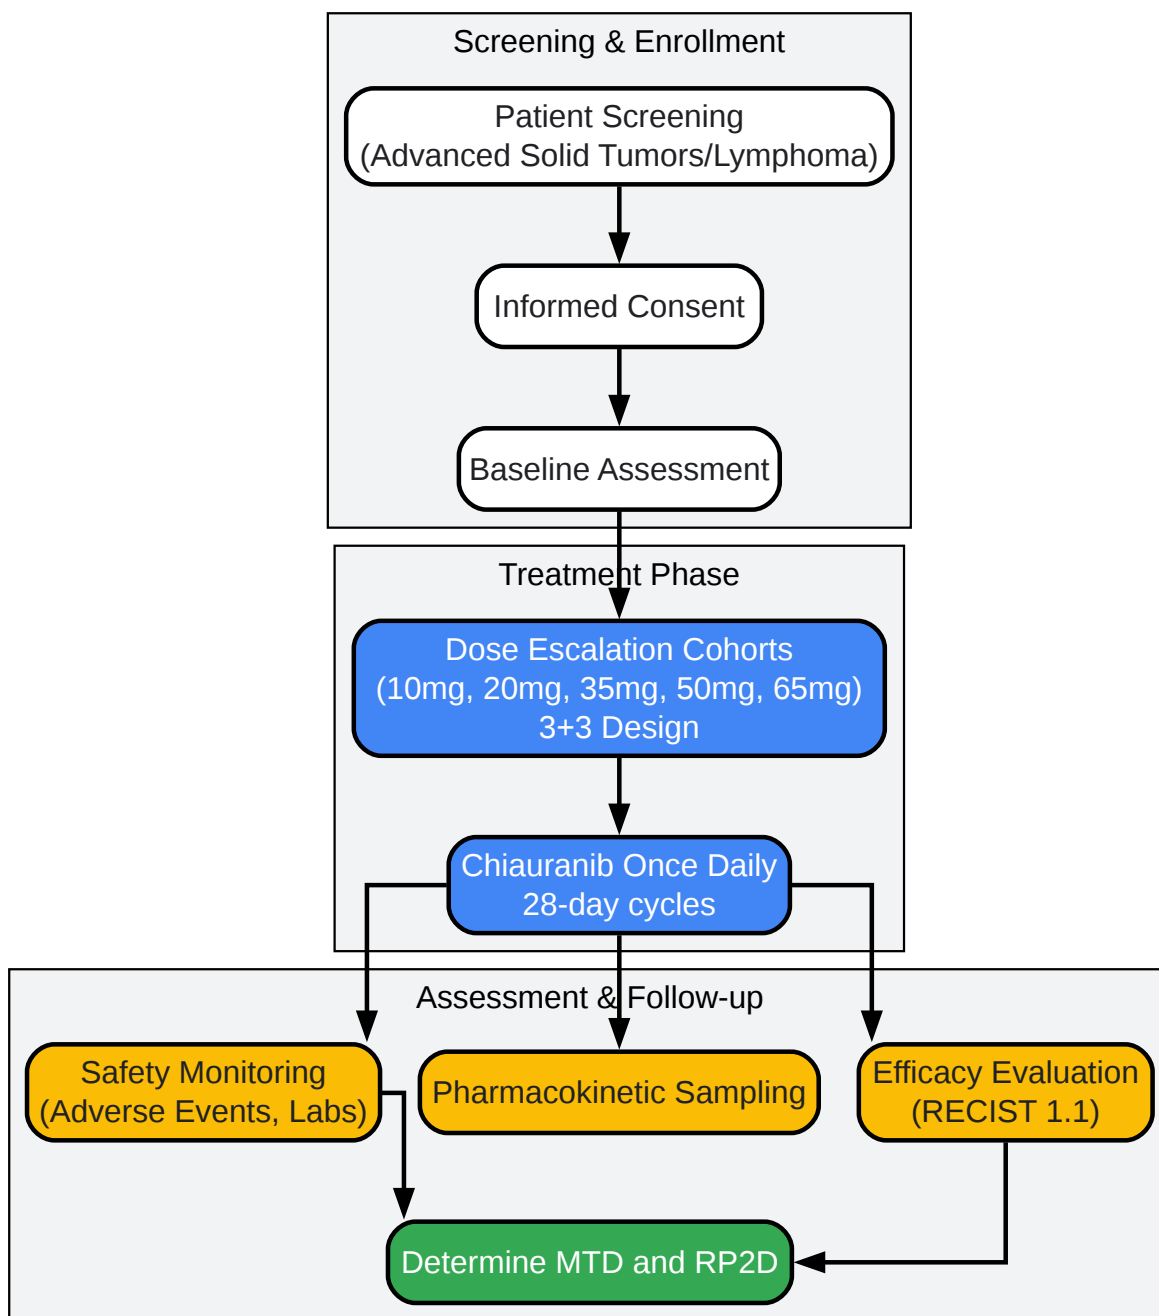 Screening & Enrollment
Patient Screening
(Advanced Solid Tumors/Lymphoma)
Informed Consent
Baseline Assessment
Treatment Phase
Dose Escalation Cohorts
(10mg, 20mg, 35mg, 50mg, 65mg)
3+3 Design
Chiauranib Once Daily
28-day cycles
Assessment & Follow-up
Safety Monitoring
(Adverse Events, Labs)
Pharmacokinetic Sampling
Efficacy Evaluation
(RECIST 1.1)
Determine MTD and RP2D